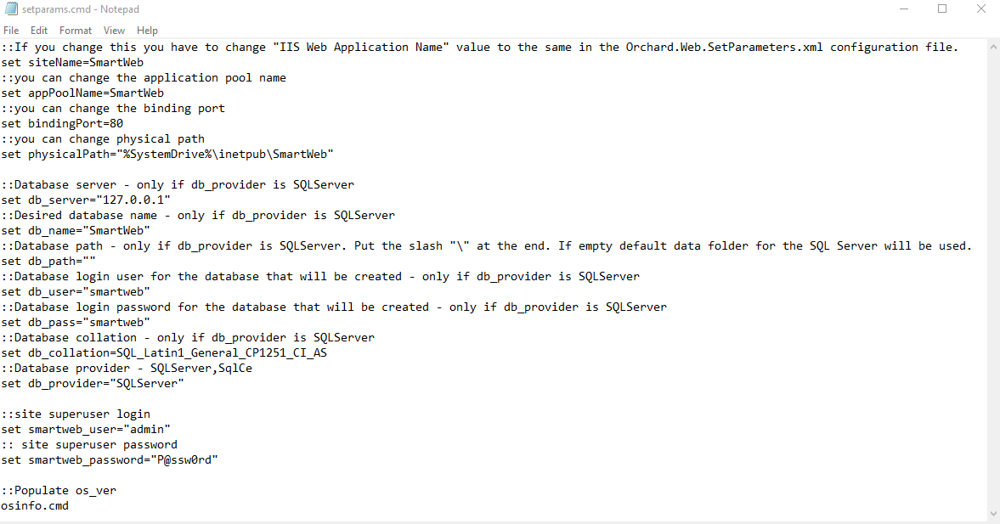 setparams.cmd - Notepad
File Edit Format View Help
::If you change this you have to change "IIS Web Application Name" value to the same in the Orchard.Web.SetParameters.xml configuration file.
set siteName=SmartWeb
::you can change the application pool name
set appPoolName=SmartWeb
::you can change the binding port
set bindingPort=80
::you can change physical path
set physicalPath="%SystemDrive%\inetpub\SmartWeb"

::Database server - only if db_provider is SQLServer
set db_server="127.0.0.1"
::Desired database name - only if db_provider is SQLServer
set db_name="SmartWeb"
::Database path - only if db_provider is SQLServer. Put the slash "\" at the end. If empty default data folder for the SQL Server will be used.
set db_path=""
::Database login user for the database that will be created - only if db_provider is SQLServer
set db_user="smartweb"
::Database login password for the database that will be created - only if db_provider is SQLServer
set db_pass="smartweb"
::Database collation - only if db_provider is SQLServer
set db_collation=SQL_Latin1_General_CP1251_CI_AS
::Database provider - SQLServer,SqlCe
set db_provider="SQLServer"

::site superuser login
set smartweb_user="admin"
:: site superuser password
set smartweb_password="P@ssw0rd"

::Populate os_ver
osinfo.cmd